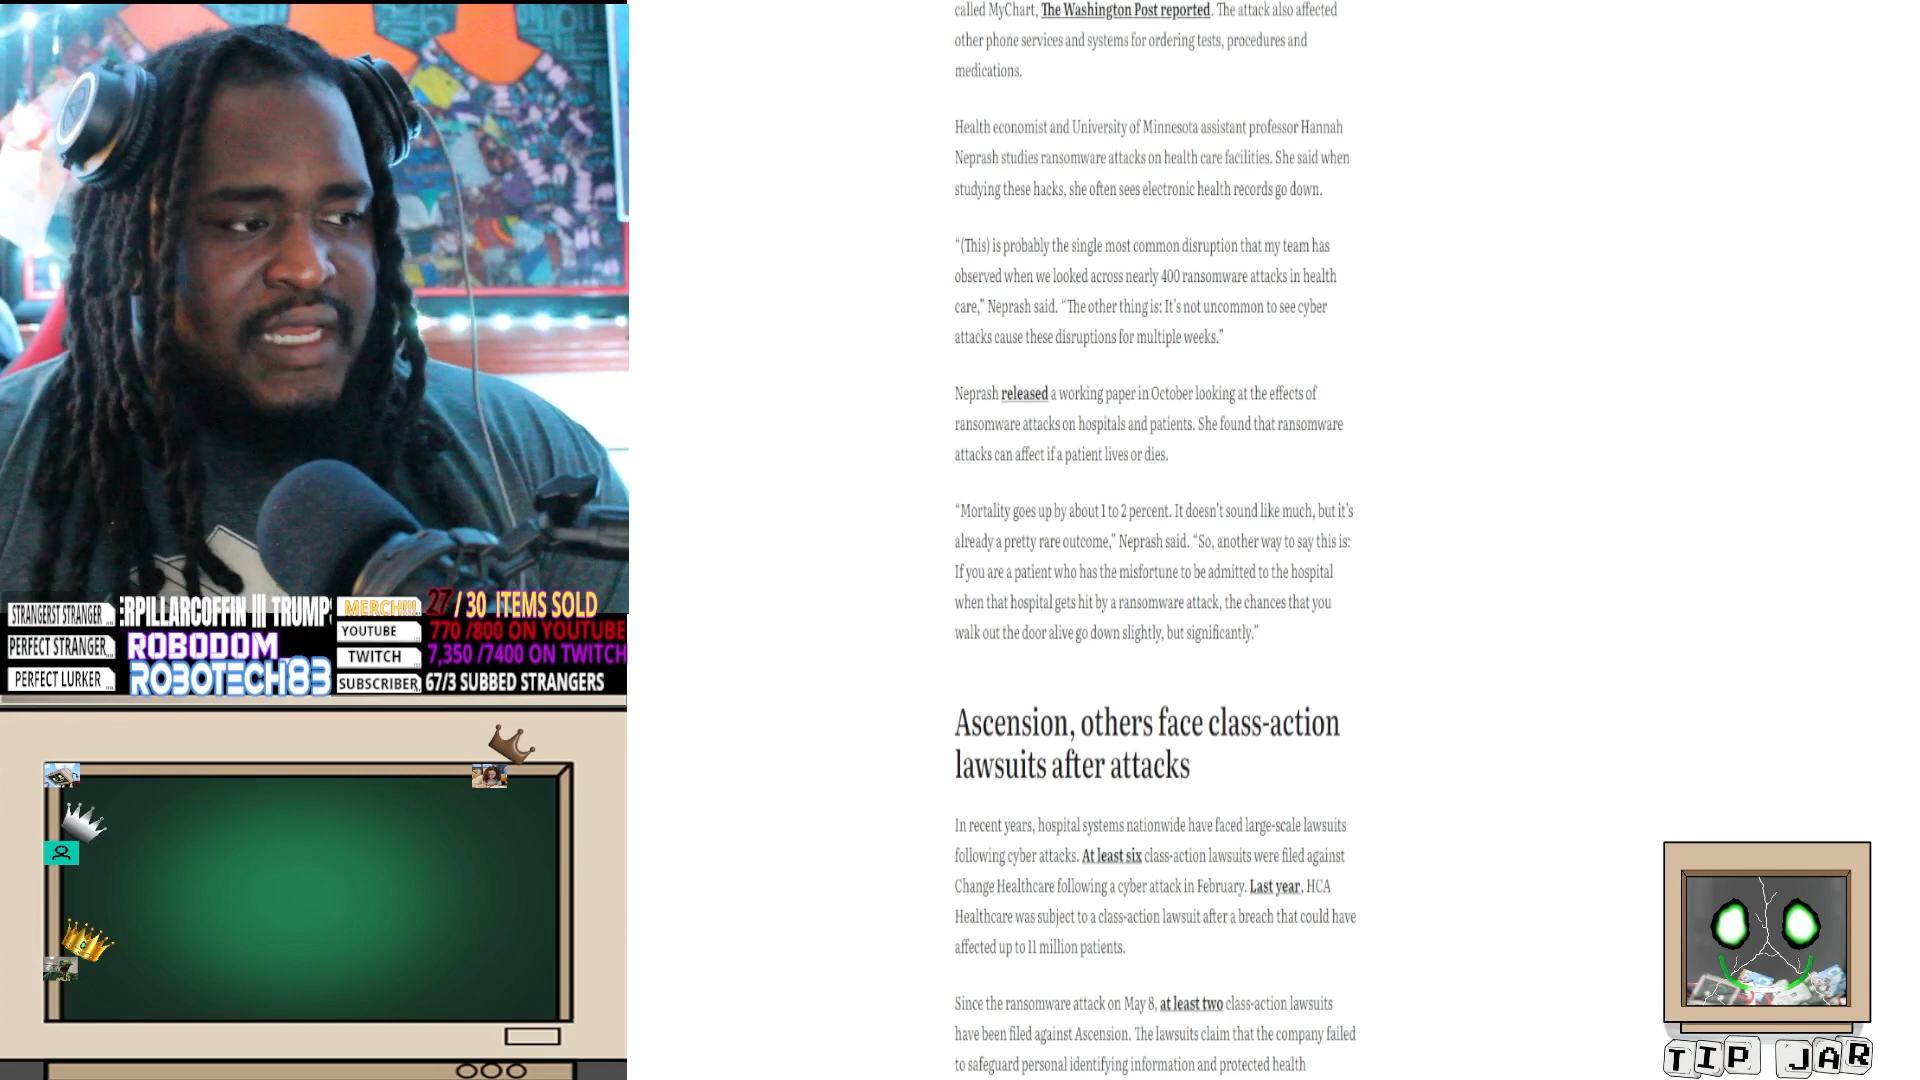 called MyChart, The Washington Post reported. The attack also affected
other phone services and systems for ordering tests, procedures and
medications.
Health economist and University of Minnesota assistant professor Hannah
Neprash studies ransomware attacks on health care facilities. She said when
studying these hacks, she often sees electronic health records go down.
“(This) is probably the single most common disruption that my team has
observed when we looked across nearly 400 ransomware attacks in health
care,” Neprash said. “The other thing is: It’s not uncommon to see cyber
attacks cause these disruptions for multiple weeks.”
Neprash released a working paper in October looking at the effects of
ransomware attacks on hospitals and patients. She found that ransomware
attacks can affect if a patient lives or dies.
“Mortality goes up by about 1 to 2 percent. It doesn’t sound like much, but it’s
already a pretty rare outcome,” Neprash said. “So, another way to say this is:
If you are a patient who has the misfortune to be admitted to the hospital
when that hospital gets hit by a ransomware attack, the chances that you
walk out the door alive go down slightly, but significantly.”
Ascension, others face class-action
lawsuits after attacks
In recent years, hospital systems nationwide have faced large-scale lawsuits
following cyber attacks. At least six class-action lawsuits were filed against
Change Healthcare following a cyber attack in February. Last year, HCA
Healthcare was subject to a class-action lawsuit after a breach that could have
affected up to 11 million patients.
Since the ransomware attack on May 8, at least two class-action lawsuits
have been filed against Ascension. The lawsuits claim that the company failed
to safeguard personal identifying information and protected health
STRANGERST STRANGER ERPILLARCOFFIN III TRUMP
PERFECT STRANGER ROBODOM_
PERFECT LURKER ROBOTECH83
MERCH!!! 27 / 30 ITEMS SOLD
YOUTUBE 770 /800 ON YOUTUBE
TWITCH 7,350 /7400 ON TWITCH
SUBSCRIBER 67/3 SUBBED STRANGERS
TIP JAR